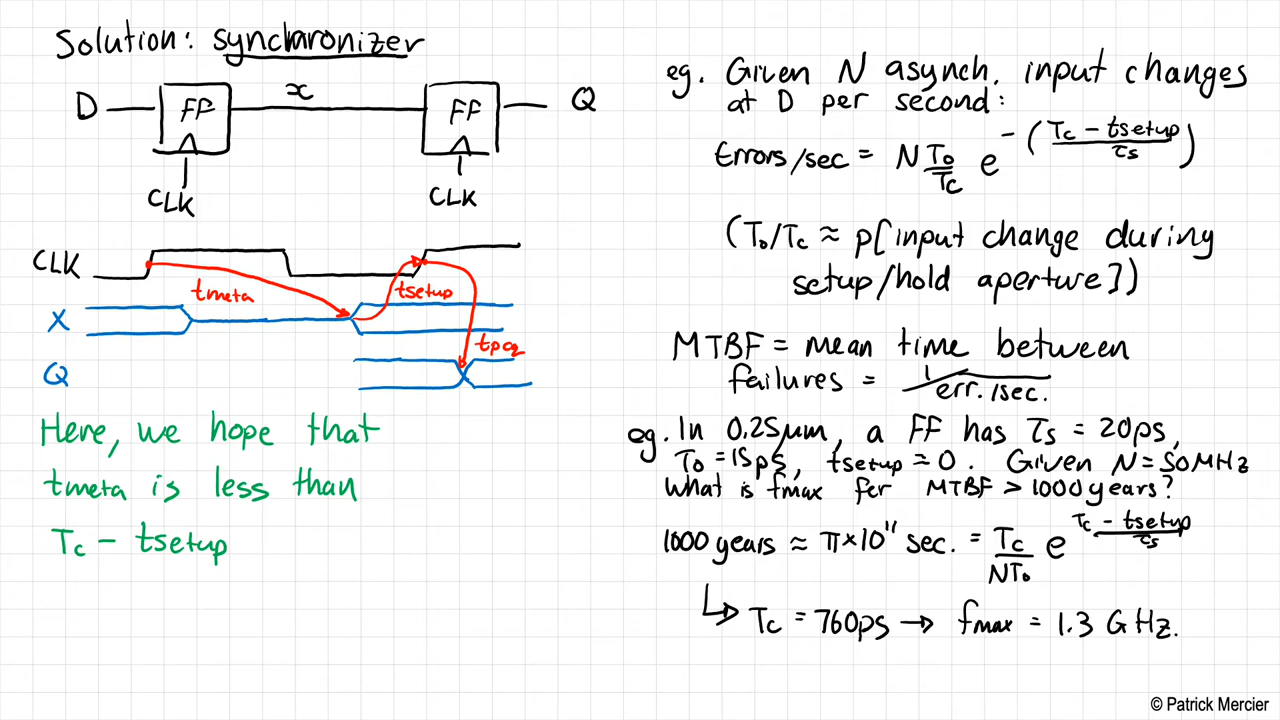 Solution: synchronizer
D FF x FF Q
CLK CLK
CLK
tmeta tsetup
X
tpcq
Q
Here, we hope that
tmeta is less than
Tc - tsetup
eg. Given N asynch. input changes
at D per second:
Errors/sec = N To/Tc e^-(Tc - tsetup/τs)
(To/Tc ≈ p[input change during
setup/hold aperture])
MTBF = mean time between
failures = 1/err./sec.
eg. In 0.25µm, a FF has τs = 20ps,
To = 15ps, tsetup ≈ 0. Given N = 50MHz
What is fmax for MTBF > 1000 years?
1000 years ≈ π×10^11 sec. = Tc/NTo e^(Tc - tsetup/τs)
↳ Tc = 760ps → fmax = 1.3 GHz.
© Patrick Mercier